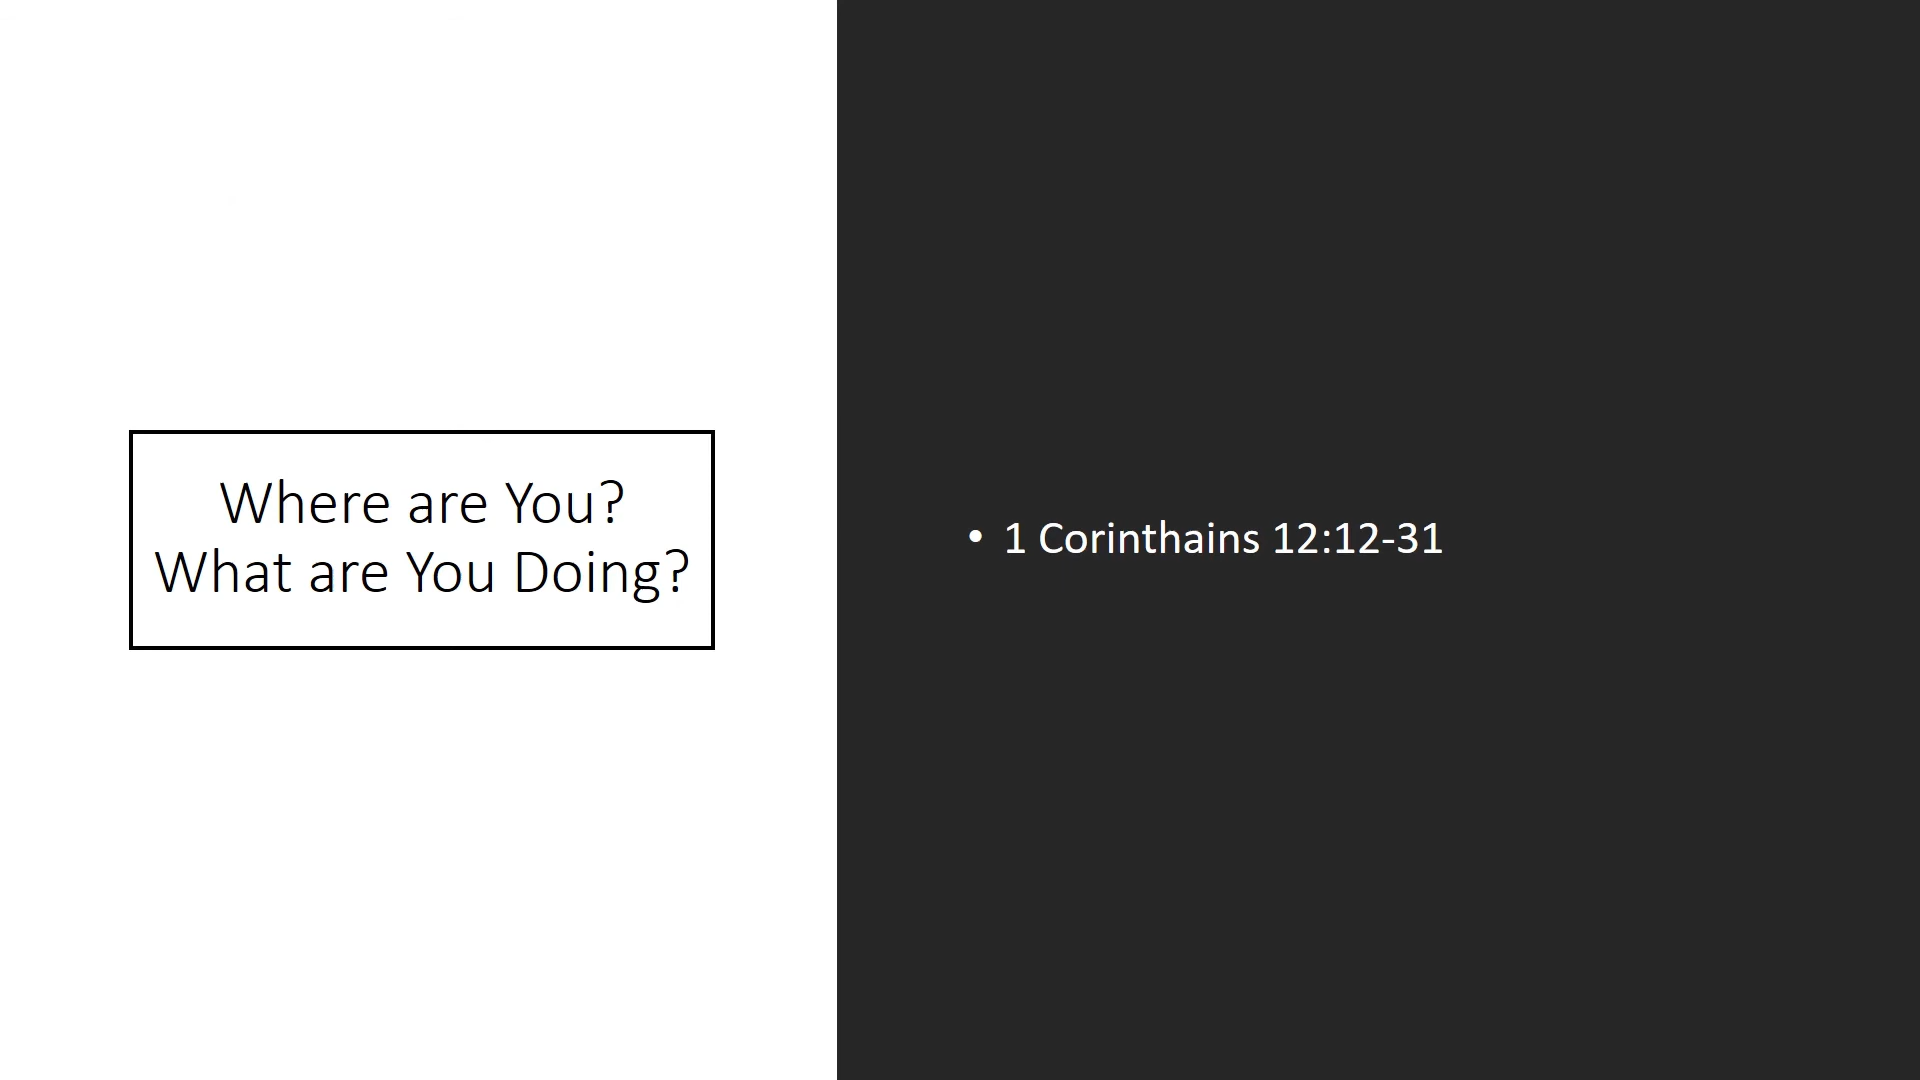 Where are You?
What are You Doing?
• 1 Corinthains 12:12-31